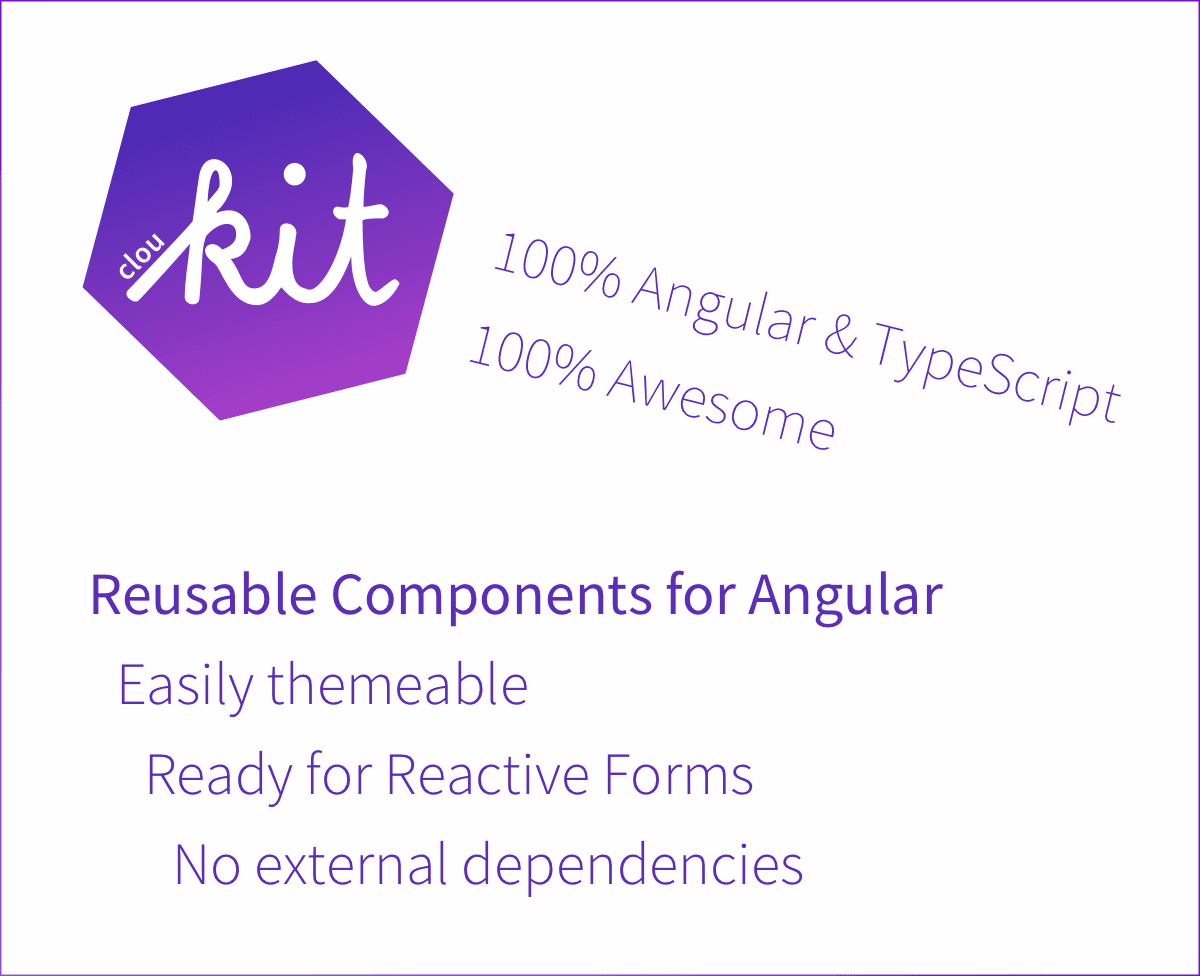 clou
kit
100% Angular & TypeScript
100% Awesome
Reusable Components for Angular
Easily themeable
Ready for Reactive Forms
No external dependencies